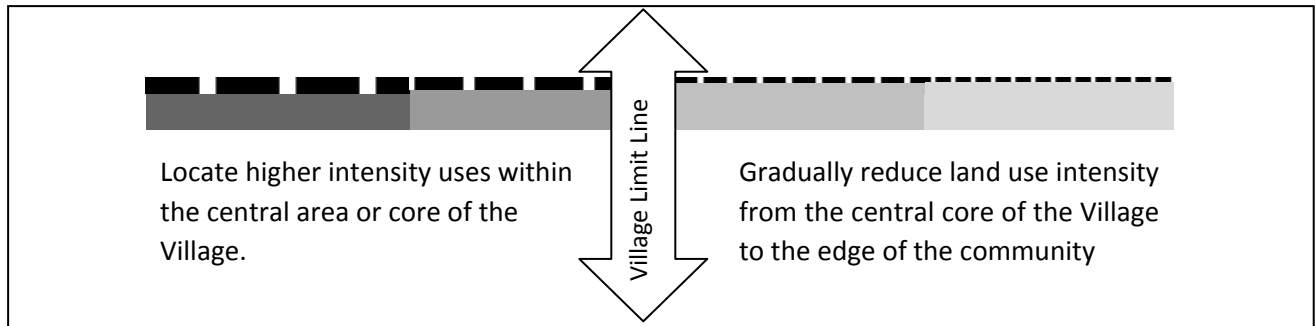 Locate higher intensity uses within
the central area or core of the
Village.
Village Limit Line
Gradually reduce land use intensity
from the central core of the Village
to the edge of the community